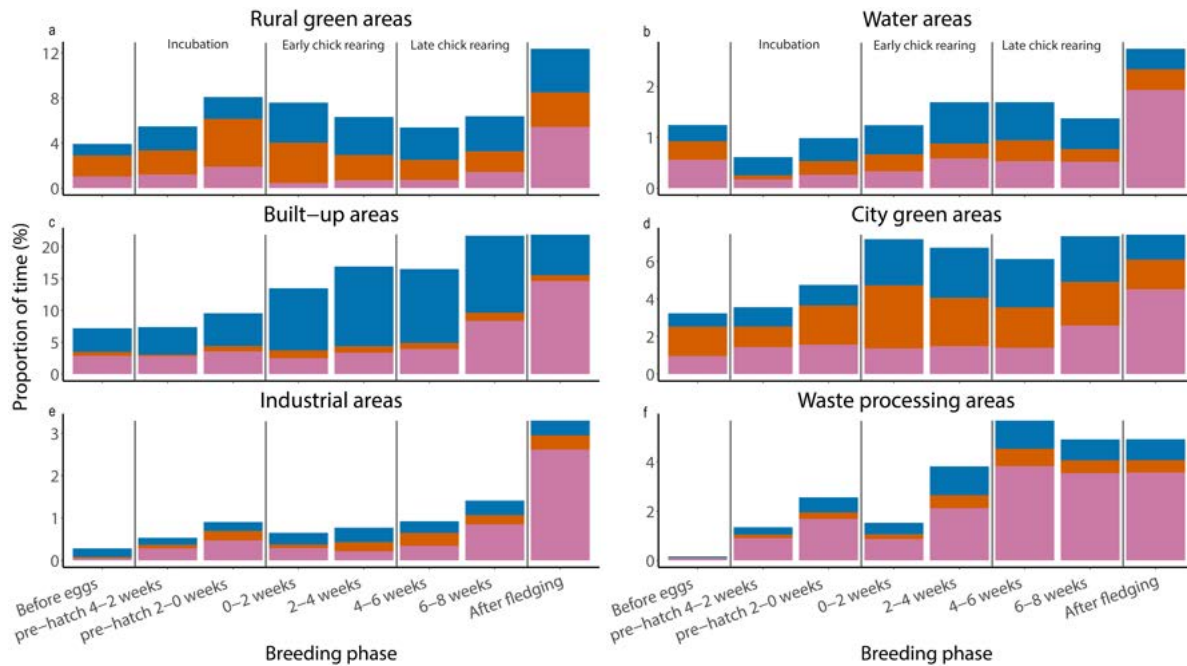 Rural green areas
Water areas
a
Incubation
Early chick rearing
Late chick rearing
12
8
4
0
b
Incubation
Early chick rearing
Late chick rearing
2
1
0
Built−up areas
City green areas
c
20
15
10
5
0
d
6
4
2
0
Proportion of time (%)
Industrial areas
Waste processing areas
e
3
2
1
0
f
4
2
0
Before eggs
pre−hatch 4−2 weeks
pre−hatch 2−0 weeks
0−2 weeks
2−4 weeks
4−6 weeks
6−8 weeks
After fledging
Before eggs
pre−hatch 4−2 weeks
pre−hatch 2−0 weeks
0−2 weeks
2−4 weeks
4−6 weeks
6−8 weeks
After fledging
Breeding phase
Breeding phase